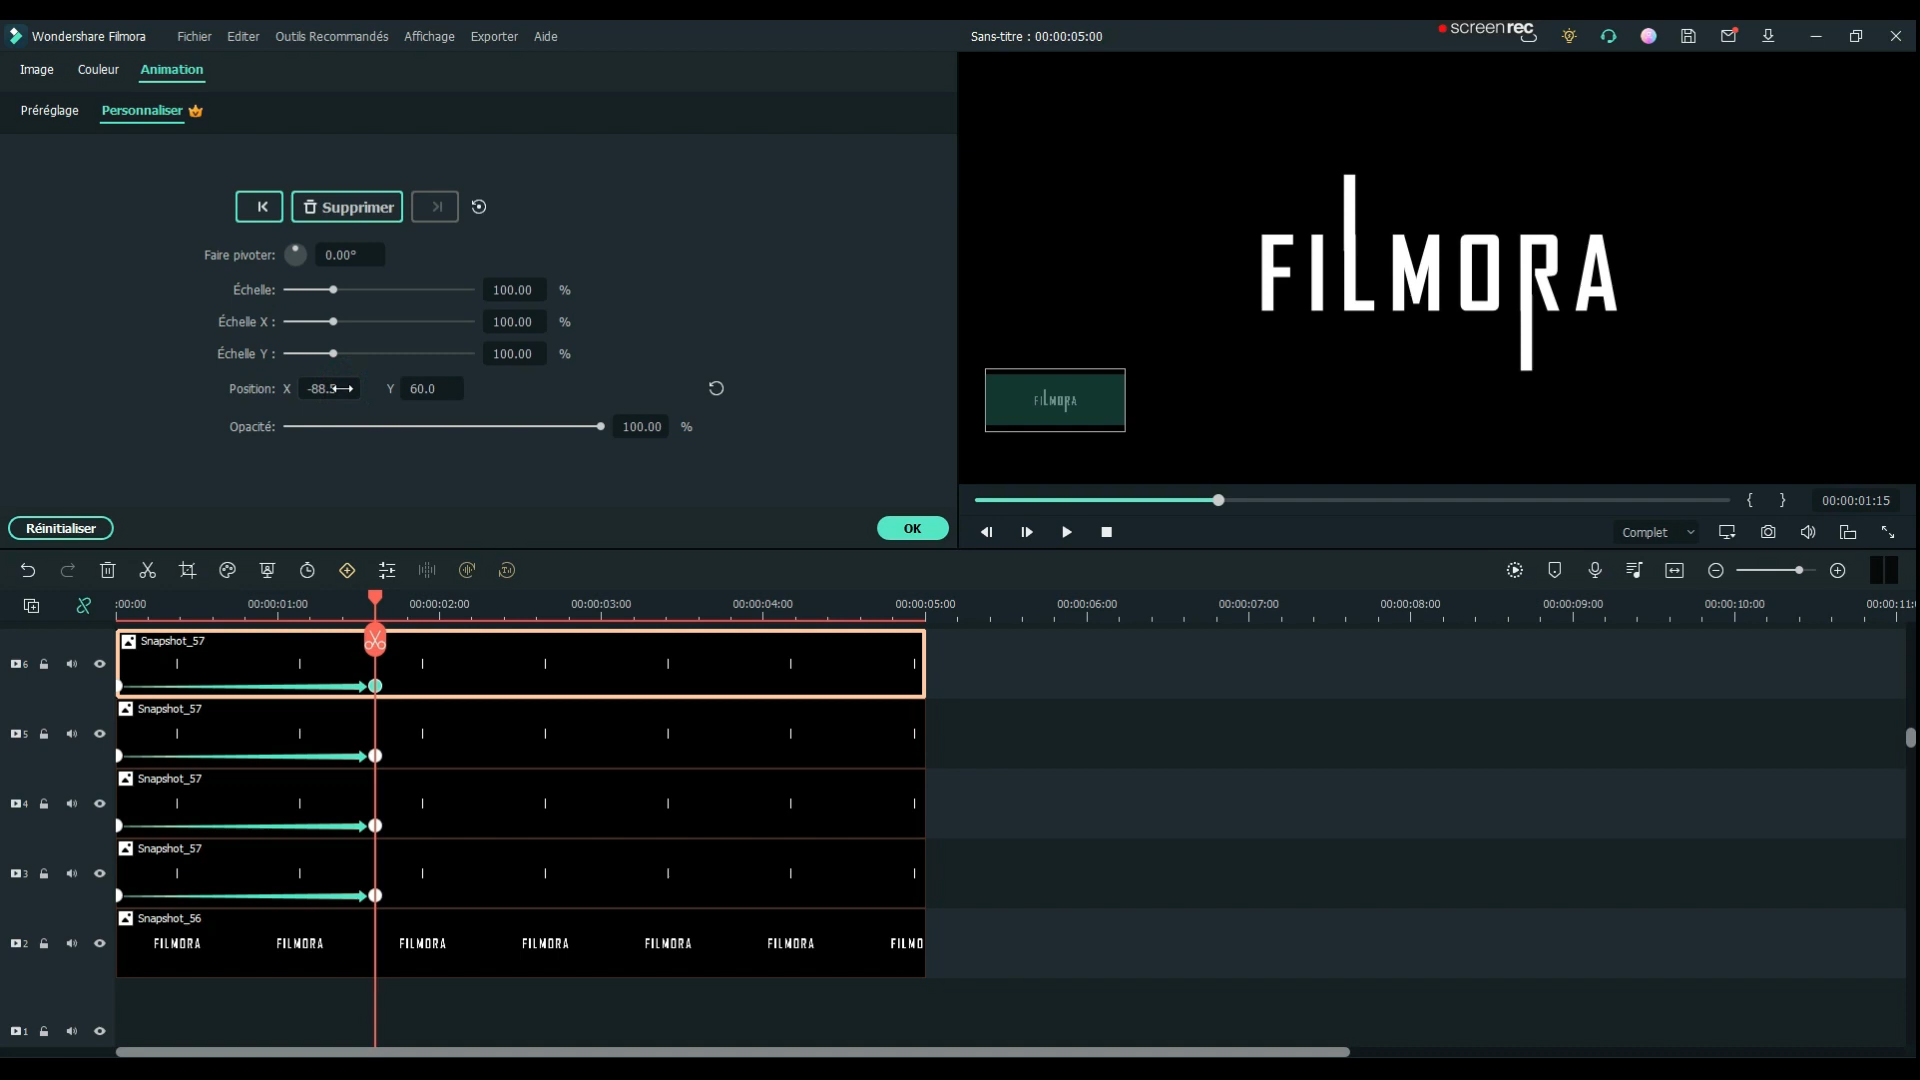 Wondershare Filmora Fichier Editer Outils Recommandés Affichage Exporter Aide Sans-titre : 00:00:05:00 screenrec
Image Couleur Animation
Préréglage Personnaliser
Supprimer
Faire pivoter: 0.00°
Échelle: 100.00 %
Échelle X : 100.00 %
Échelle Y : 100.00 %
Position: X -88.5 Y 60.0
Opacité: 100.00 %
Réinitialiser OK
FILMORA
FILMORA
{ } 00:00:01:15
Complet
:00:00 00:00:01:00 00:00:02:00 00:00:03:00 00:00:04:00 00:00:05:00 00:00:06:00 00:00:07:00 00:00:08:00 00:00:09:00 00:00:10:00 00:00:11:
Snapshot_57
6
Snapshot_57
5
Snapshot_57
4
Snapshot_57
3
Snapshot_56
2 FILMORA FILMORA FILMORA FILMORA FILMORA FILMORA FILMO
1